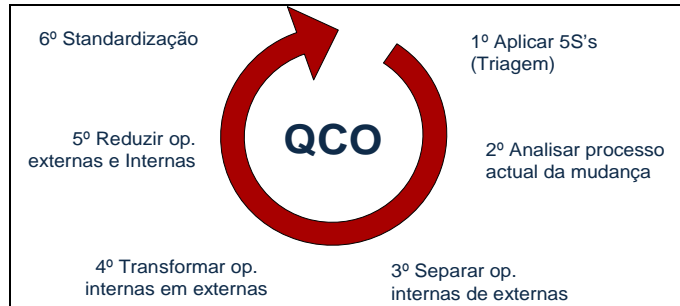 1º Aplicar 5S's
(Triagem)
2º Analisar processo
actual da mudança
3º Separar op.
internas de externas
4º Transformar op.
internas em externas
5º Reduzir op.
externas e Internas
6º Standardização
QCO